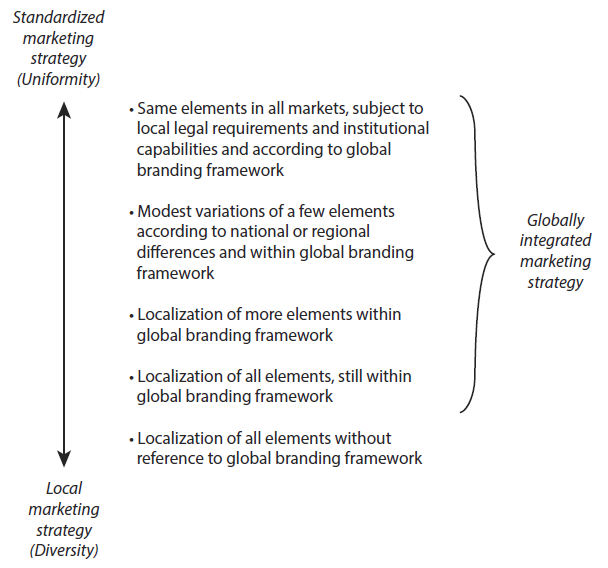 Standardized
marketing
strategy
(Uniformity)
• Same elements in all markets, subject to
local legal requirements and institutional
capabilities and according to global
branding framework
• Modest variations of a few elements
according to national or regional
differences and within global branding
framework
• Localization of more elements within
global branding framework
• Localization of all elements, still within
global branding framework
• Localization of all elements without
reference to global branding framework
Globally
integrated
marketing
strategy
Local
marketing
strategy
(Diversity)